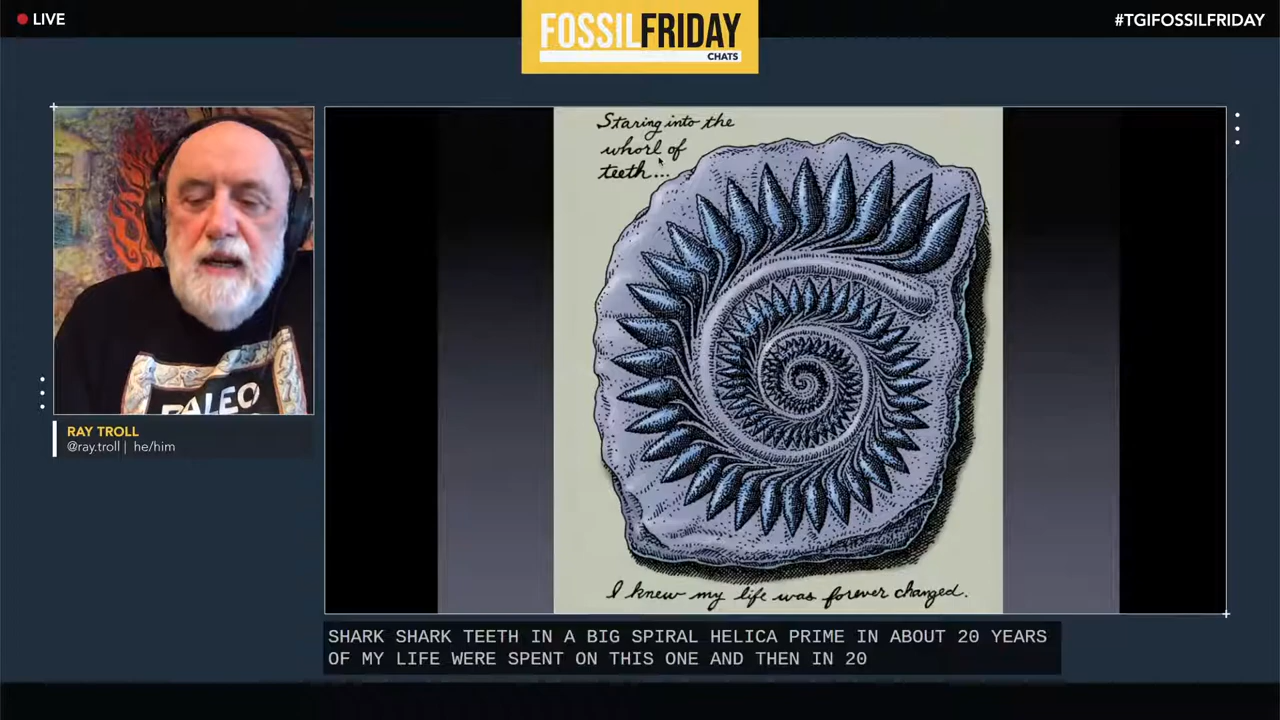 LIVE
FOSSILFRIDAY
CHATS
#TGIFOSSILFRIDAY
Staring into the
whorl of
teeth...
PALEO
RAY TROLL
@ray.troll | he/him
I knew my life was forever changed.
SHARK SHARK TEETH IN A BIG SPIRAL HELICA PRIME IN ABOUT 20 YEARS
OF MY LIFE WERE SPENT ON THIS ONE AND THEN IN 20